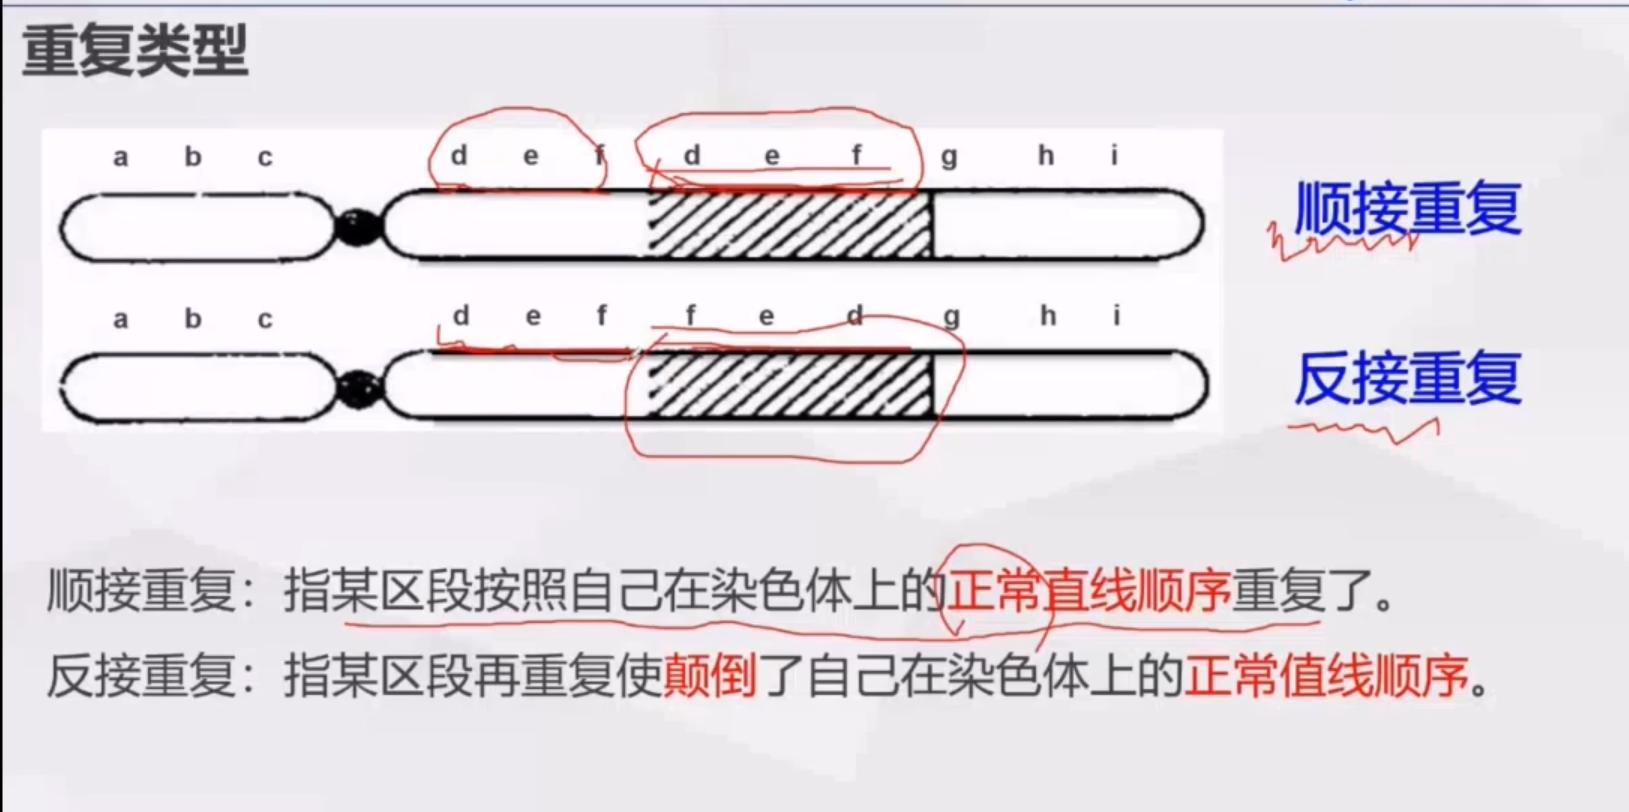 重复类型
a b c d e f d e f g h i
顺接重复
a b c d e f f e d g h i
反接重复
顺接重复：指某区段按照自己在染色体上的正常直线顺序重复了。
反接重复：指某区段再重复使颠倒了自己在染色体上的正常值线顺序。